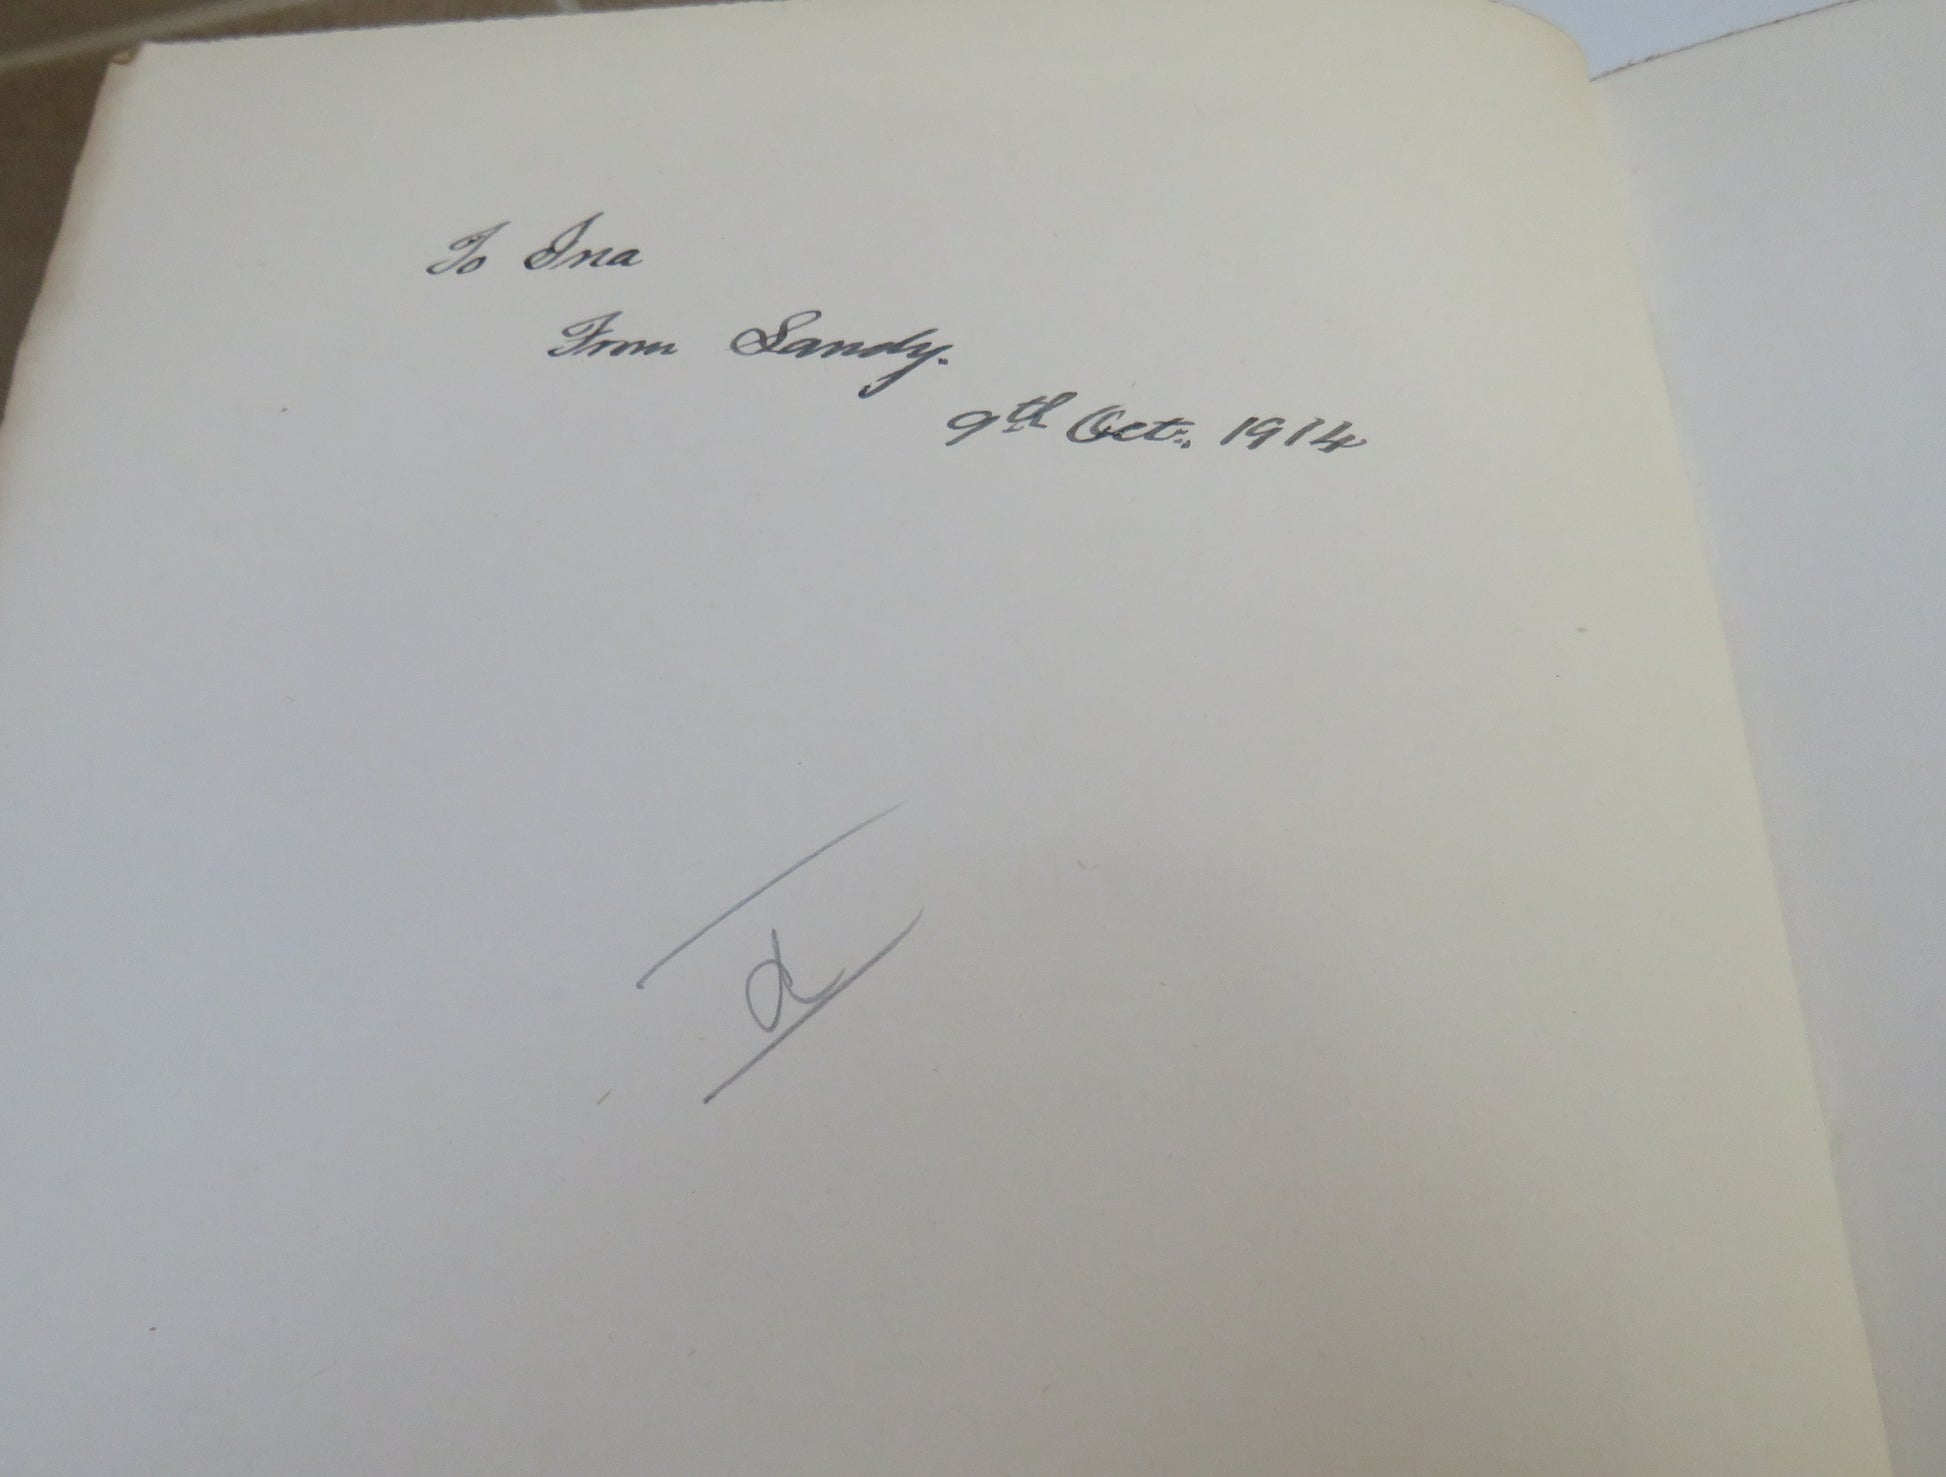 To Ina
From Sandy.
9th Oct., 1914